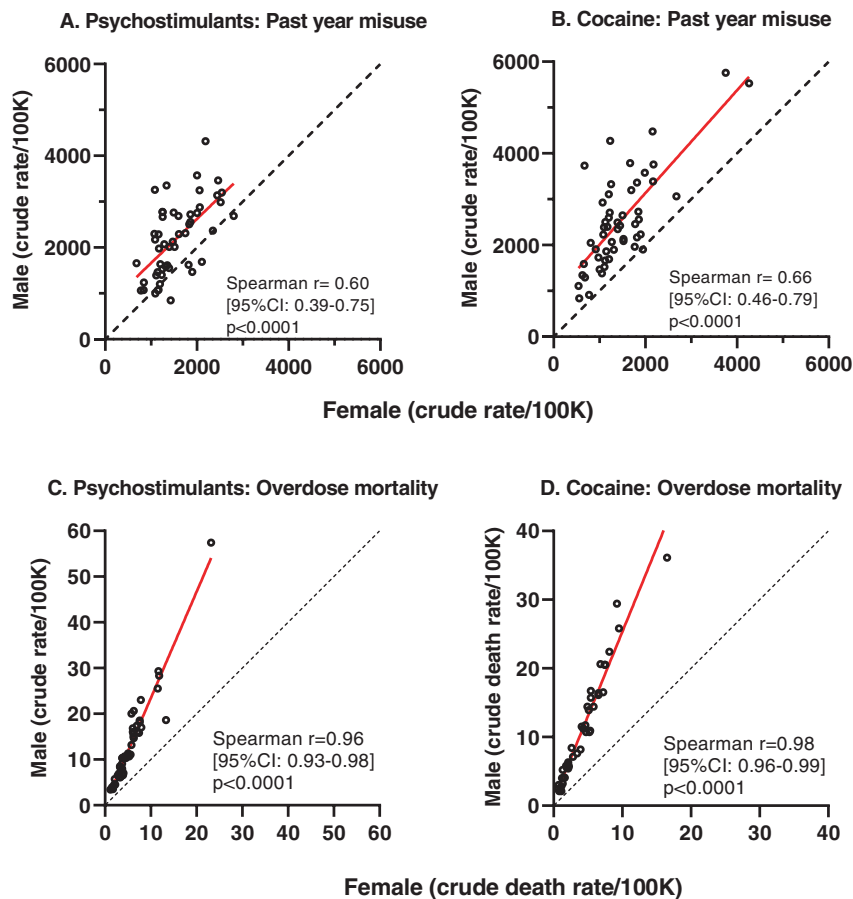 A. Psychostimulants: Past year misuse
Male (crude rate/100K)
6000
4000
2000
0
0 2000 4000 6000
Spearman r= 0.60
[95%CI: 0.39-0.75]
p<0.0001
B. Cocaine: Past year misuse
Male (crude rate/100K)
6000
4000
2000
0
0 2000 4000 6000
Spearman r= 0.66
[95%CI: 0.46-0.79]
p<0.0001
Female (crude rate/100K)
C. Psychostimulants: Overdose mortality
Male (crude rate/100K)
60
50
40
30
20
10
0
0 10 20 30 40 50 60
Spearman r=0.96
[95%CI: 0.93-0.98]
p<0.0001
D. Cocaine: Overdose mortality
Male (crude death rate/100K)
40
30
20
10
0
0 10 20 30 40
Spearman r=0.98
[95%CI: 0.96-0.99]
p<0.0001
Female (crude death rate/100K)